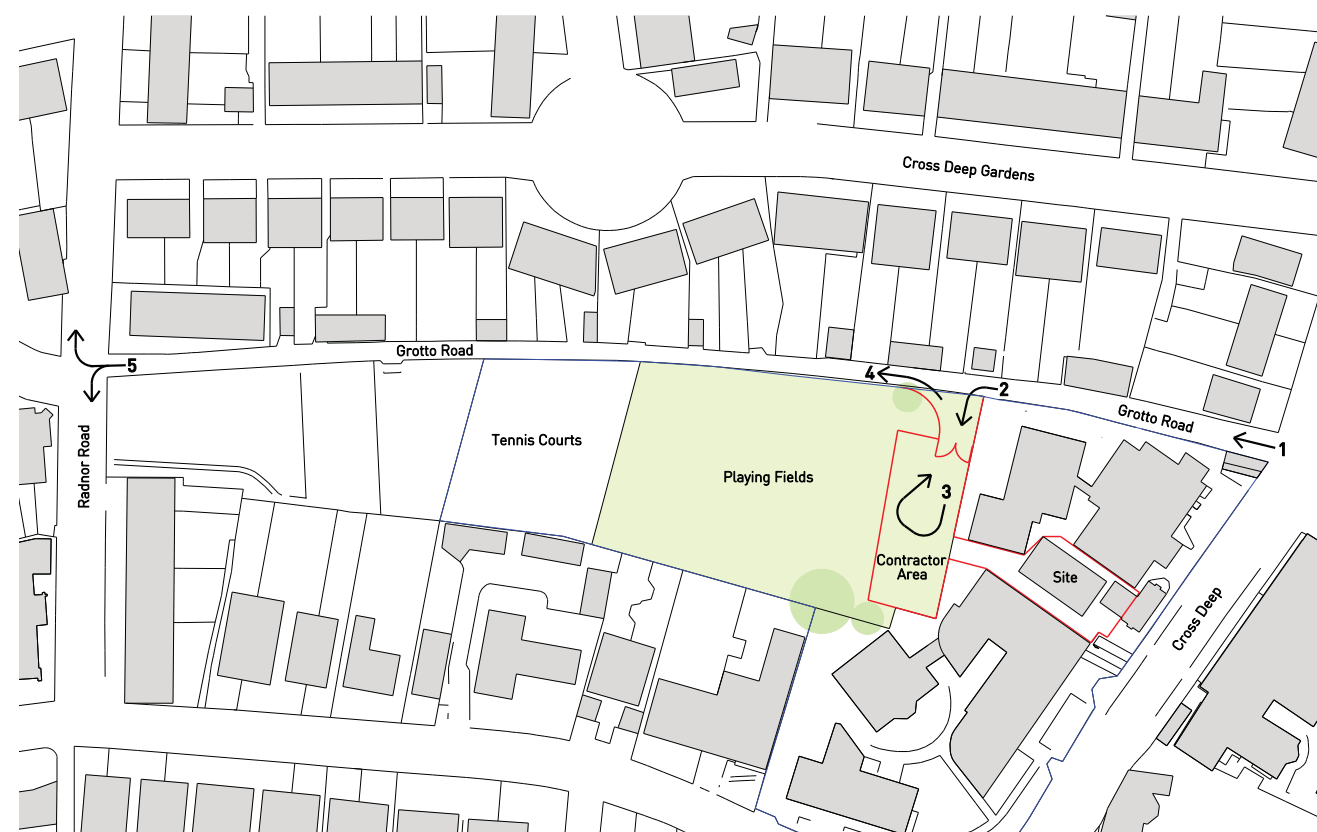 Cross Deep Gardens
Grotto Road
5
4
2
Grotto Road
1
Tennis Courts
Radnor Road
Playing Fields
3
Contractor
Area
Site
Cross Deep